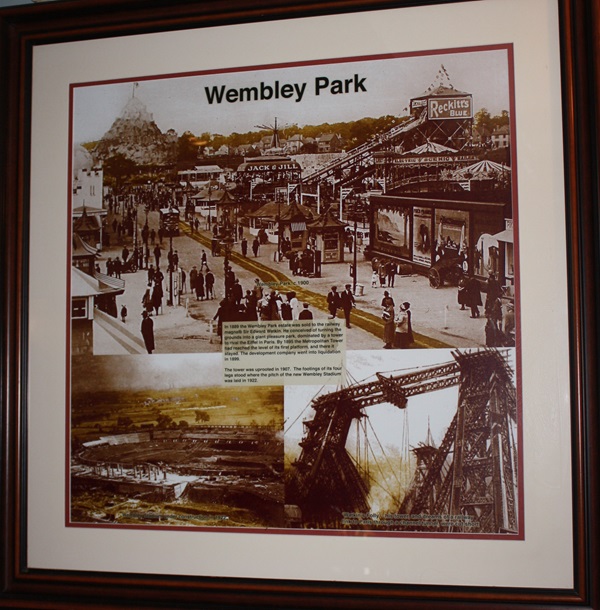 Wembley Park
RECKITT'S
BLUE
JACK & JILL
Wembley Park in 1900
In 1889 the Wembley Park estate was sold to the railway
magnate Sir Edward Watkin. He conceived of turning the
grounds into a giant pleasure park, dominated by a tower
to rival the Eiffel in Paris. By 1895 the Metropolitan Tower
had reached the level of its first platform, and there it
stayed. The development company went into liquidation
in 1899.
The tower was uprooted in 1907. The footings of its four
legs stood where the pitch of the new Wembley Stadium
was laid in 1922.